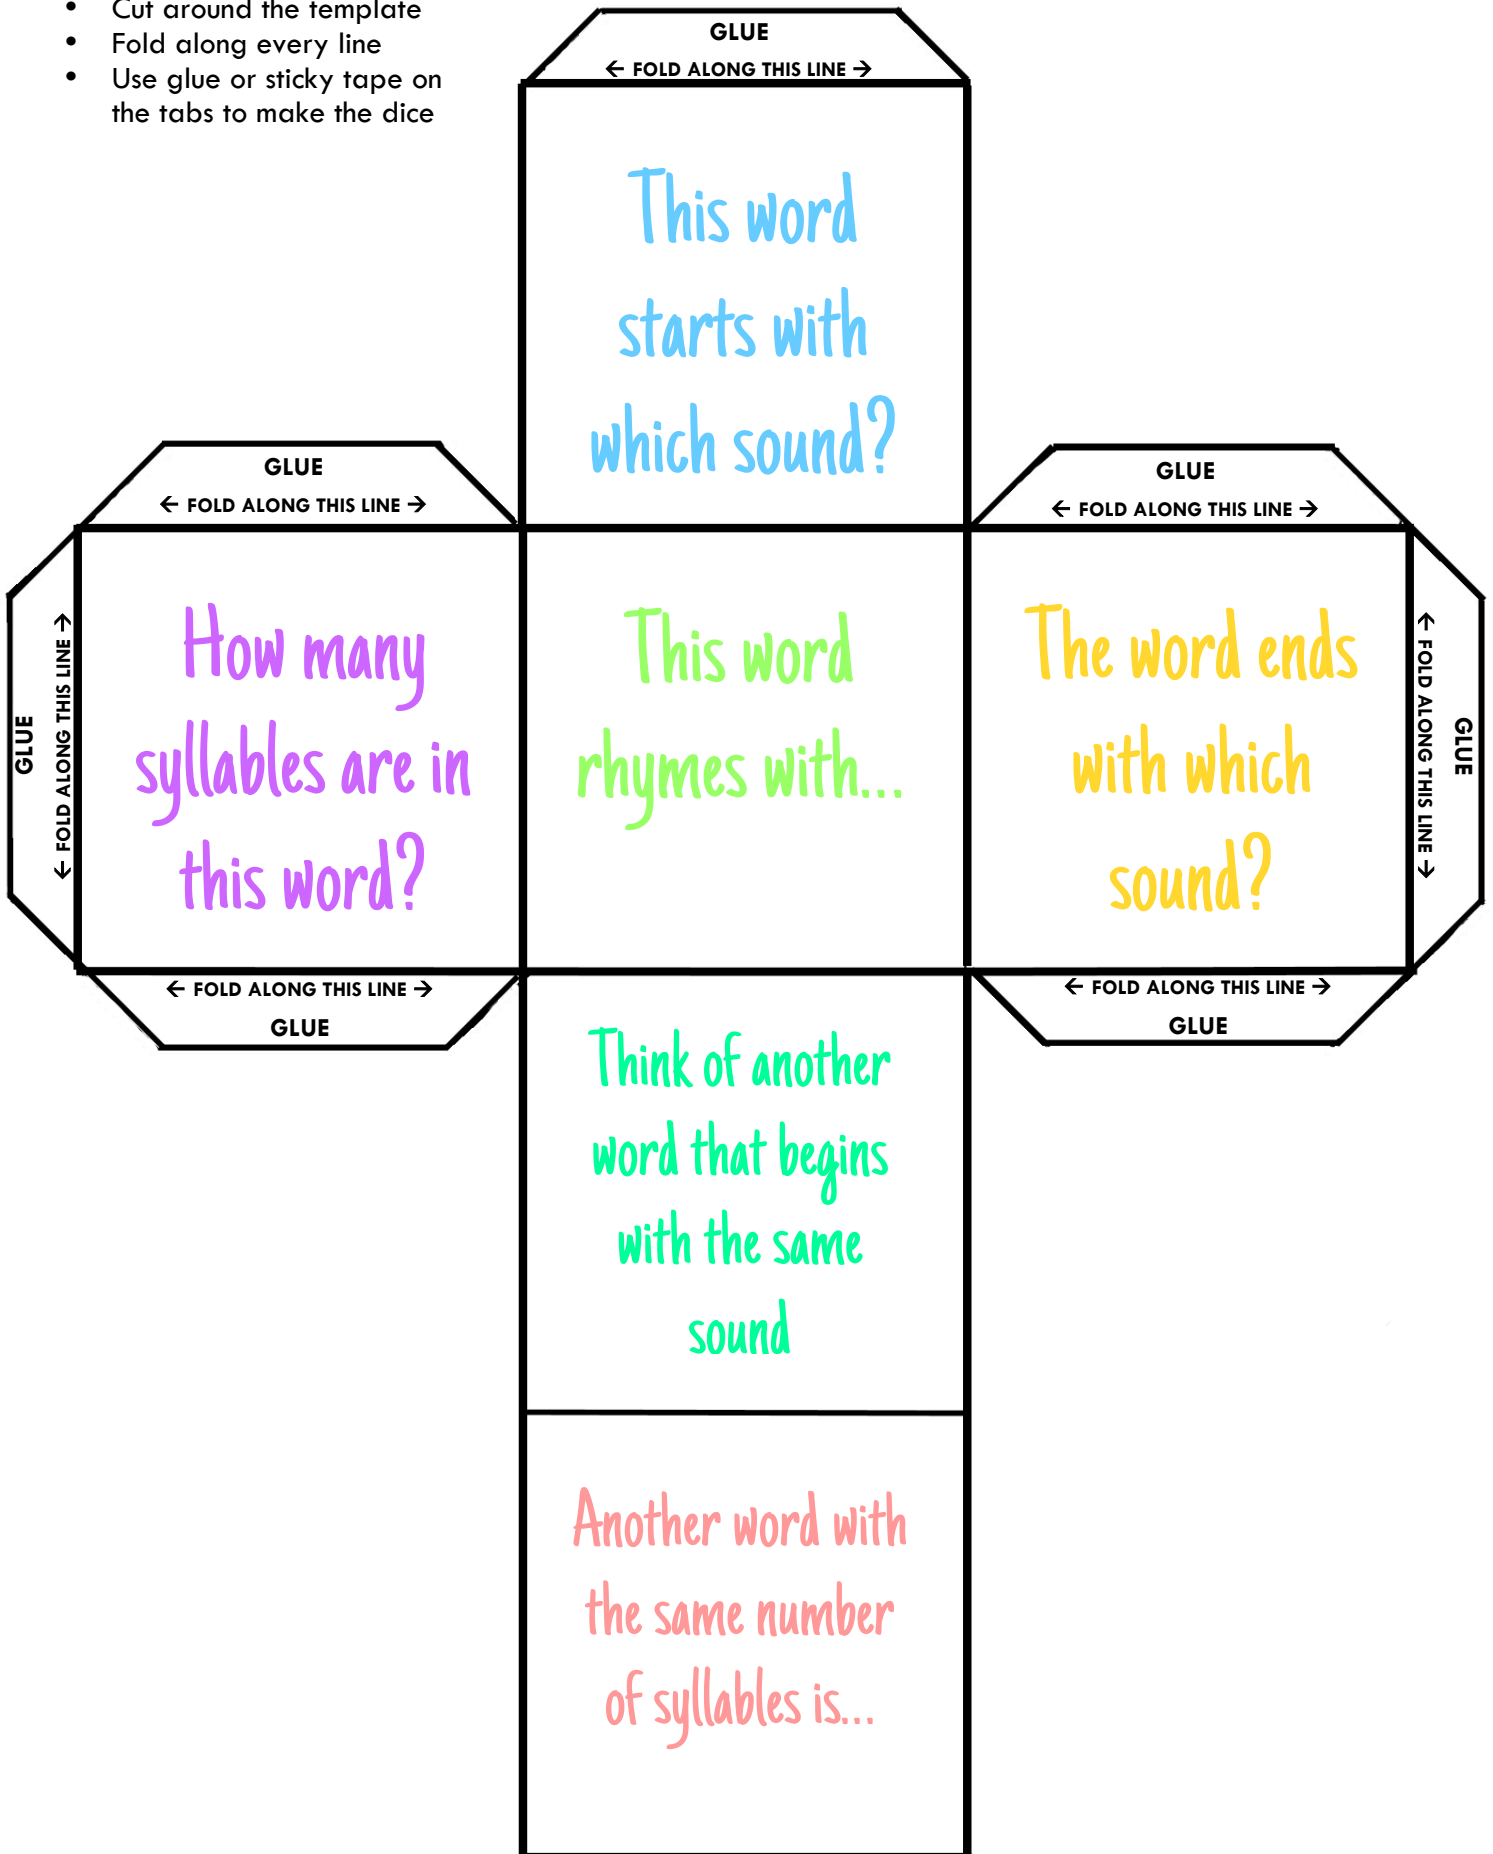 • Cut around the template
• Fold along every line
• Use glue or sticky tape on
the tabs to make the dice
GLUE
← FOLD ALONG THIS LINE →
This word
starts with
which sound?
GLUE
← FOLD ALONG THIS LINE →
GLUE
← FOLD ALONG THIS LINE →
GLUE
← FOLD ALONG THIS LINE →
How many
syllables are in
this word?
This word
rhymes with...
The word ends
with which
sound?
← FOLD ALONG THIS LINE →
GLUE
← FOLD ALONG THIS LINE →
GLUE
← FOLD ALONG THIS LINE →
GLUE
Think of another
word that begins
with the same
sound
Another word with
the same number
of syllables is...